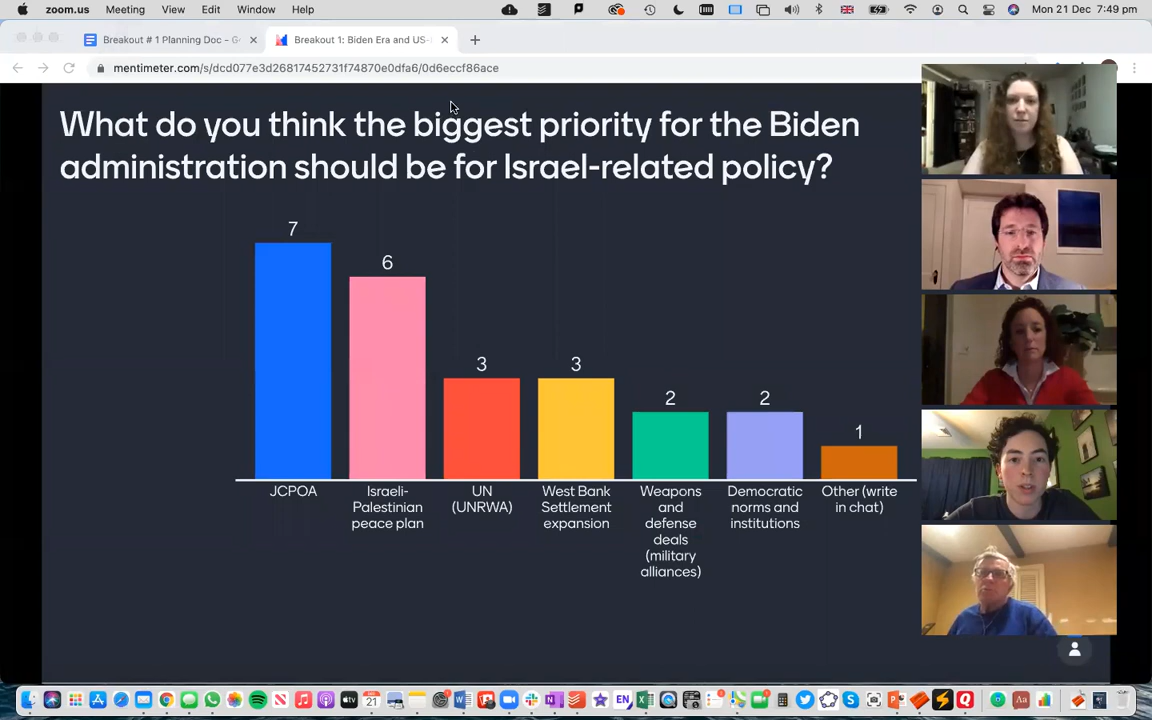 zoom.us Meeting View Edit Window Help Mon 21 Dec 7:49 pm
Breakout # 1 Planning Doc – G Breakout 1: Biden Era and US-
mentimeter.com/s/dcd077e3d26817452731f74870e0dfa6/0d6eccf86ace
What do you think the biggest priority for the Biden
administration should be for Israel-related policy?
7
6
3
3
2
2
1
JCPOA
Israeli-
Palestinian
peace plan
UN
(UNRWA)
West Bank
Settlement
expansion
Weapons
and
defense
deals
(military
alliances)
Democratic
norms and
institutions
Other (write
in chat)